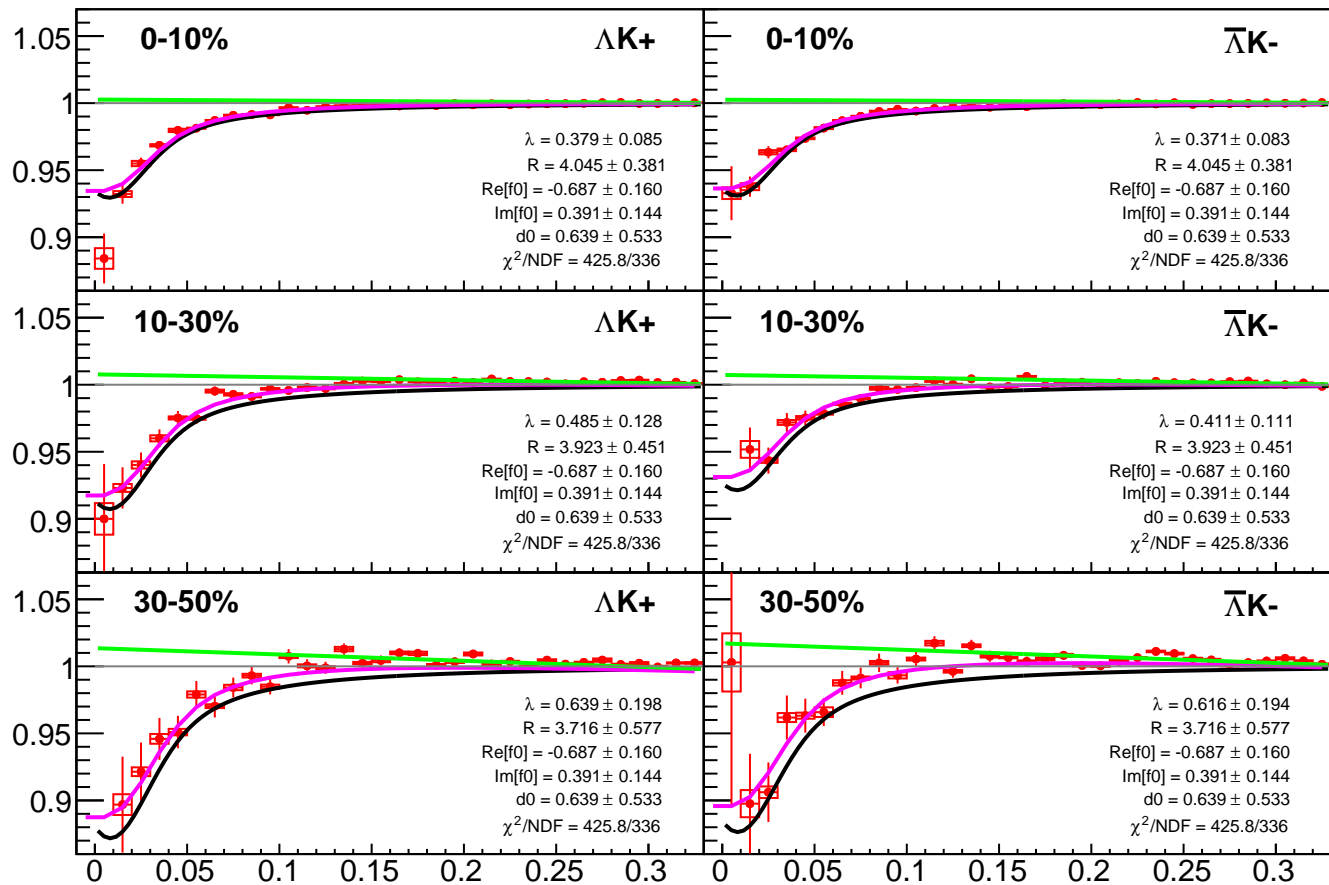 1.05
0-10%
ΛK+
0-10%
Λ̅K-
1
0.95
0.9
λ = 0.379 ± 0.085
R = 4.045 ± 0.381
Re[f0] = -0.687 ± 0.160
Im[f0] = 0.391 ± 0.144
d0 = 0.639 ± 0.533
χ²/NDF = 425.8/336
λ = 0.371 ± 0.083
R = 4.045 ± 0.381
Re[f0] = -0.687 ± 0.160
Im[f0] = 0.391 ± 0.144
d0 = 0.639 ± 0.533
χ²/NDF = 425.8/336
1.05
10-30%
ΛK+
10-30%
Λ̅K-
1
0.95
0.9
λ = 0.485 ± 0.128
R = 3.923 ± 0.451
Re[f0] = -0.687 ± 0.160
Im[f0] = 0.391 ± 0.144
d0 = 0.639 ± 0.533
χ²/NDF = 425.8/336
λ = 0.411 ± 0.111
R = 3.923 ± 0.451
Re[f0] = -0.687 ± 0.160
Im[f0] = 0.391 ± 0.144
d0 = 0.639 ± 0.533
χ²/NDF = 425.8/336
1.05
30-50%
ΛK+
30-50%
Λ̅K-
1
0.95
0.9
λ = 0.639 ± 0.198
R = 3.716 ± 0.577
Re[f0] = -0.687 ± 0.160
Im[f0] = 0.391 ± 0.144
d0 = 0.639 ± 0.533
χ²/NDF = 425.8/336
λ = 0.616 ± 0.194
R = 3.716 ± 0.577
Re[f0] = -0.687 ± 0.160
Im[f0] = 0.391 ± 0.144
d0 = 0.639 ± 0.533
χ²/NDF = 425.8/336
0 0.05 0.1 0.15 0.2 0.25 0.3
0 0.05 0.1 0.15 0.2 0.25 0.3